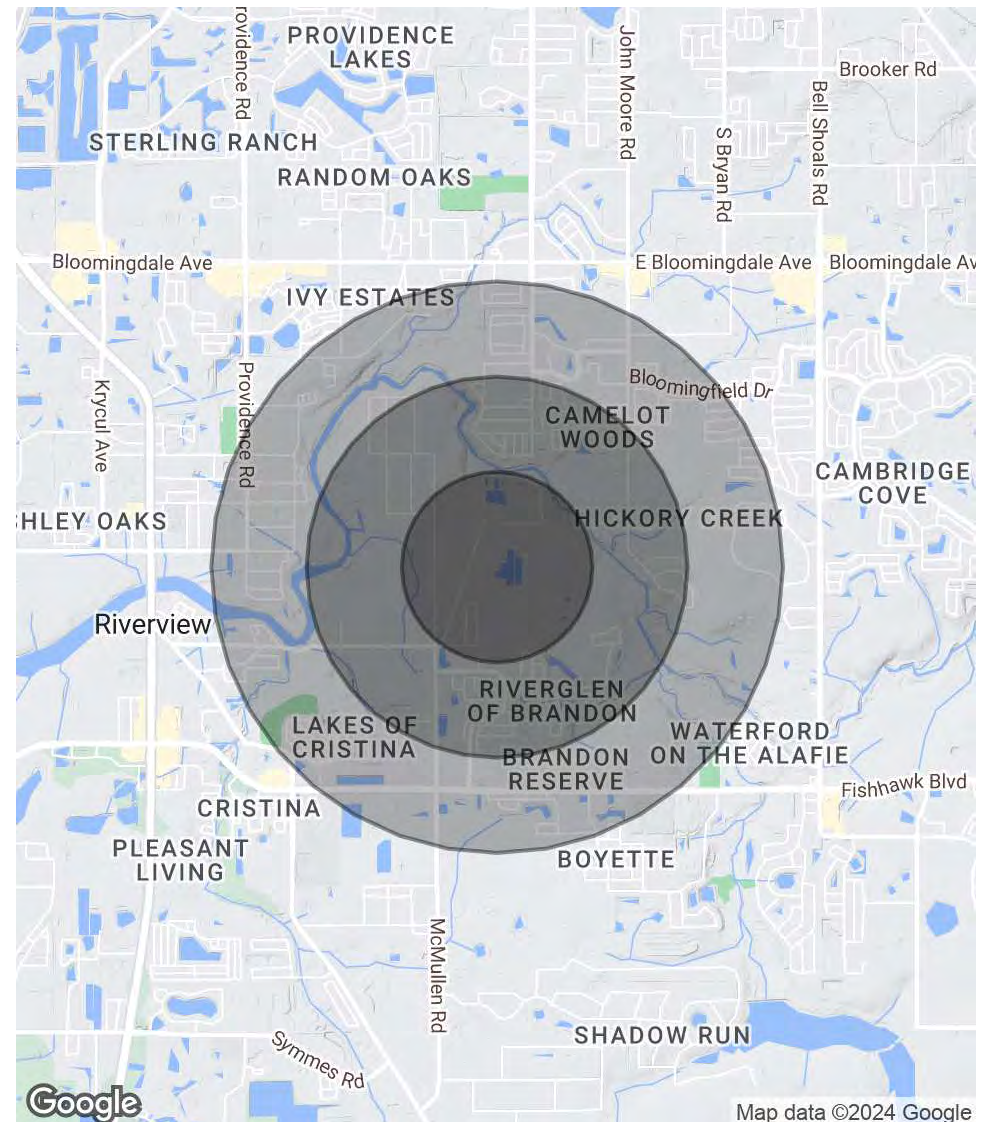 rovidence Rd
PROVIDENCE
LAKES
John Moore Rd
Brooker Rd
Bell Shoals Rd
S Bryan Rd
STERLING RANCH
RANDOM OAKS
Bloomingdale Ave
E Bloomingdale Ave
Bloomingdale Av
IVY ESTATES
Krycul Ave
Providence Rd
Bloomingfield Dr
CAMELOT
WOODS
CAMBRIDGE
COVE
HLEY OAKS
HICKORY CREEK
Riverview
RIVERGLEN
OF BRANDON
LAKES OF
CRISTINA
WATERFORD
ON THE ALAFIE
BRANDON
RESERVE
Fishhawk Blvd
CRISTINA
PLEASANT
LIVING
BOYETTE
McMullen Rd
SHADOW RUN
Symmes Rd
Google
Map data ©2024 Google